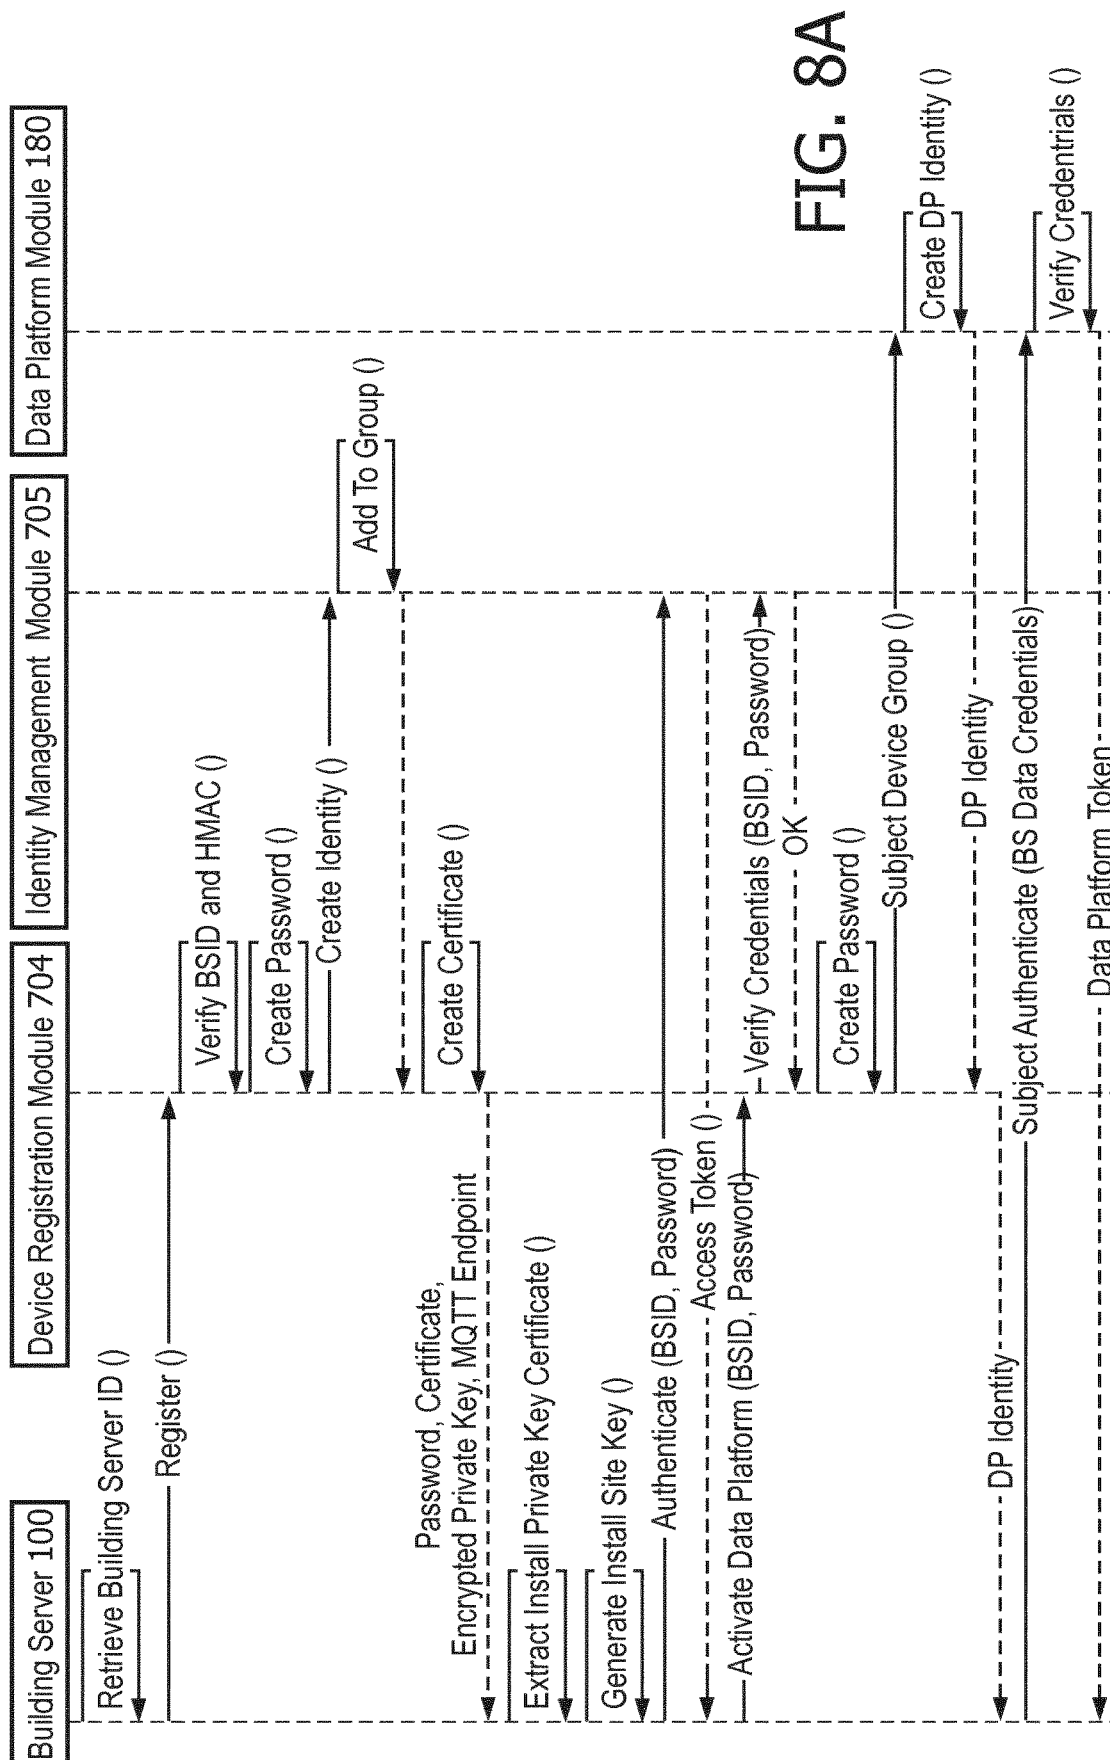 Building Server 100
Device Registration Module 704
Identity Management Module 705
Data Platform Module 180
Retrieve Building Server ID ()
Register ()
Verify BSID and HMAC ()
Create Password ()
Create Identity ()
Add To Group ()
Create Certificate ()
Password, Certificate,
Encrypted Private Key, MQTT Endpoint
Extract Install Private Key Certificate ()
Generate Install Site Key ()
Authenticate (BSID, Password)
Access Token ()
Activate Data Platform (BSID, Password)
Verify Credentials (BSID, Password)
OK
Create Password ()
Subject Device Group ()
Create DP Identity ()
DP Identity
DP Identity
Subject Authenticate (BS Data Credentials)
Verify Credentrials ()
Data Platform Token
FIG. 8A